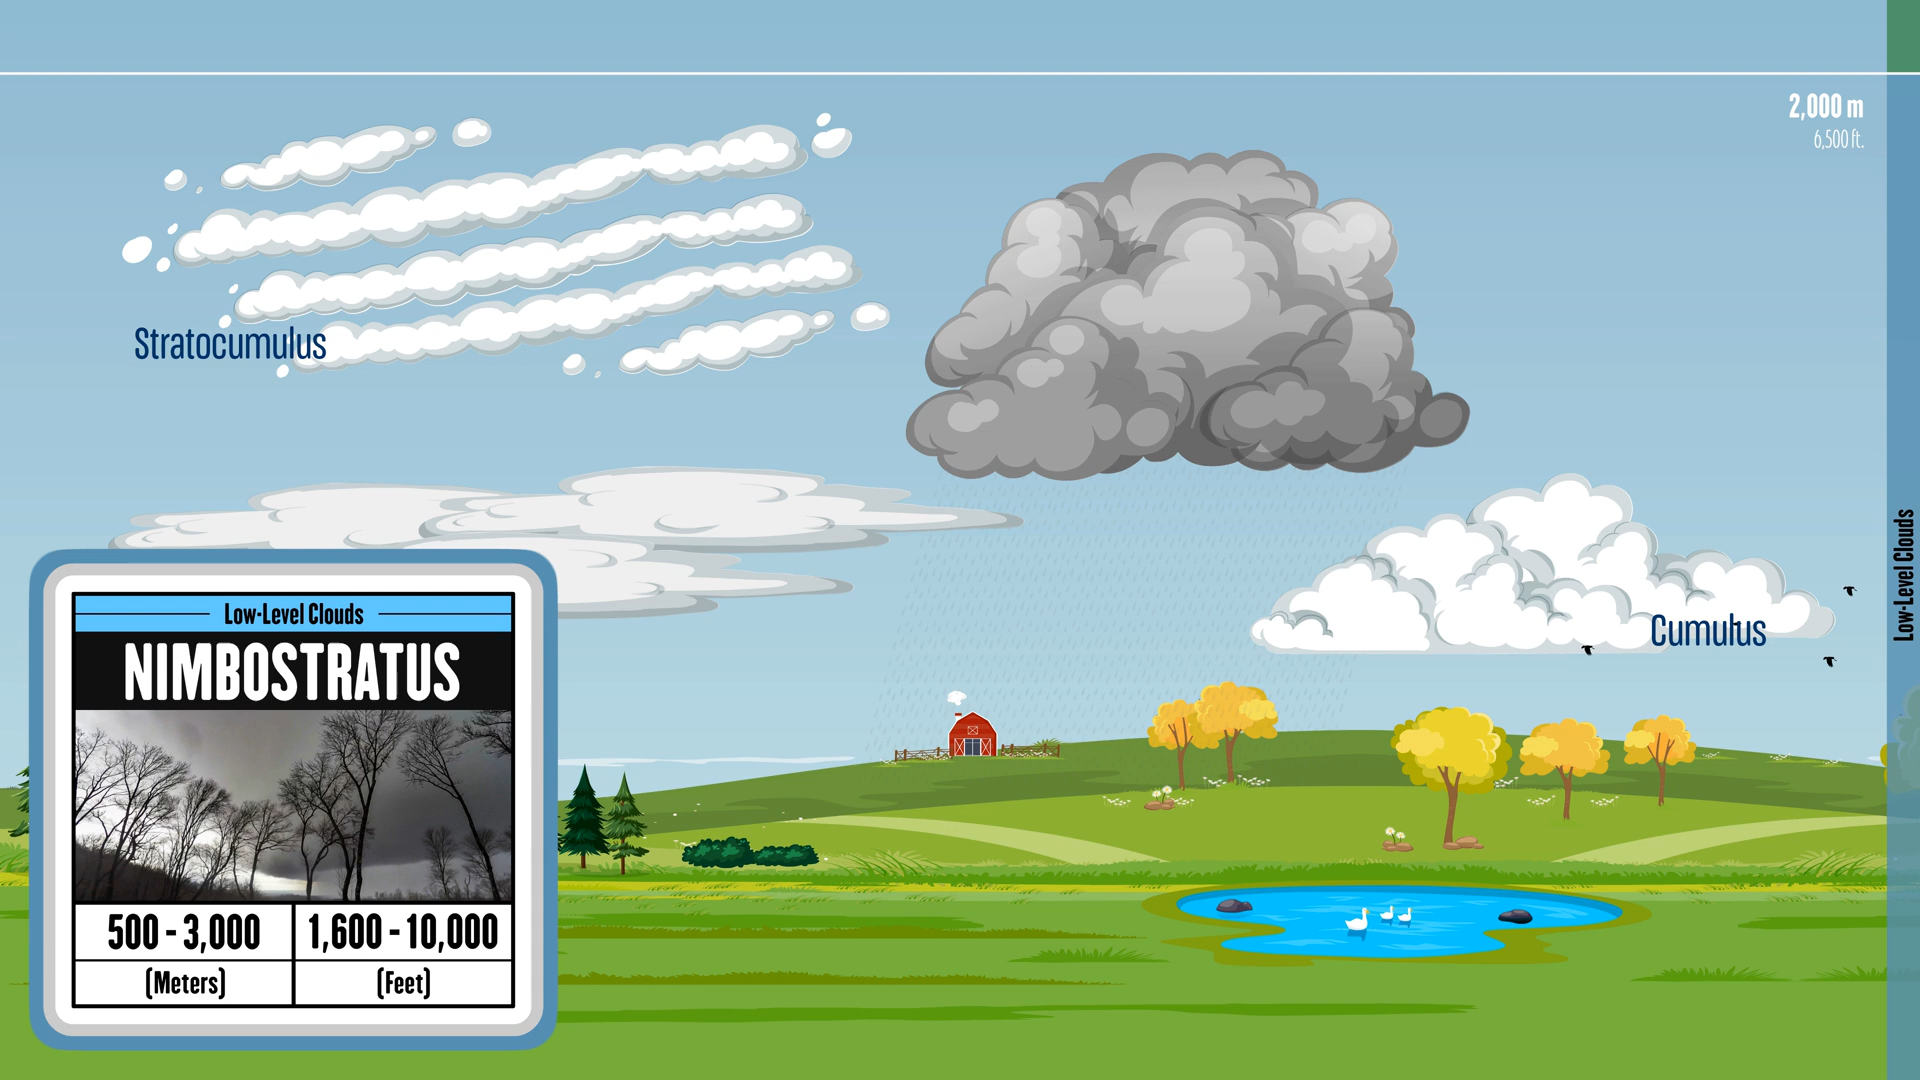 2,000 m
6,500 ft.
Stratocumulus
Cumulus
Low-Level Clouds
Low-Level Clouds
NIMBOSTRATUS
500 - 3,000
1,600 - 10,000
(Meters)
(Feet)